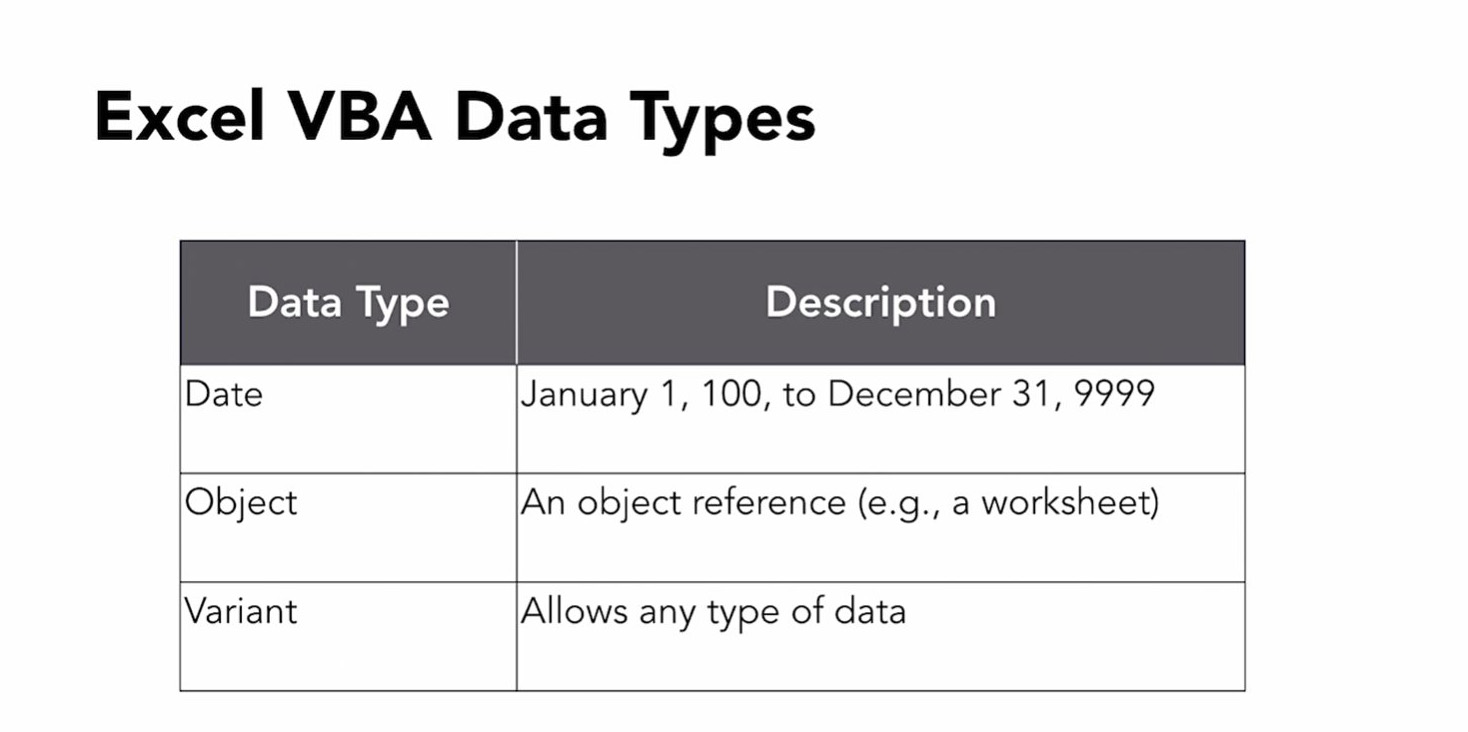 Excel VBA Data Types
Data Type Description
Date January 1, 100, to December 31, 9999
Object An object reference (e.g., a worksheet)
Variant Allows any type of data